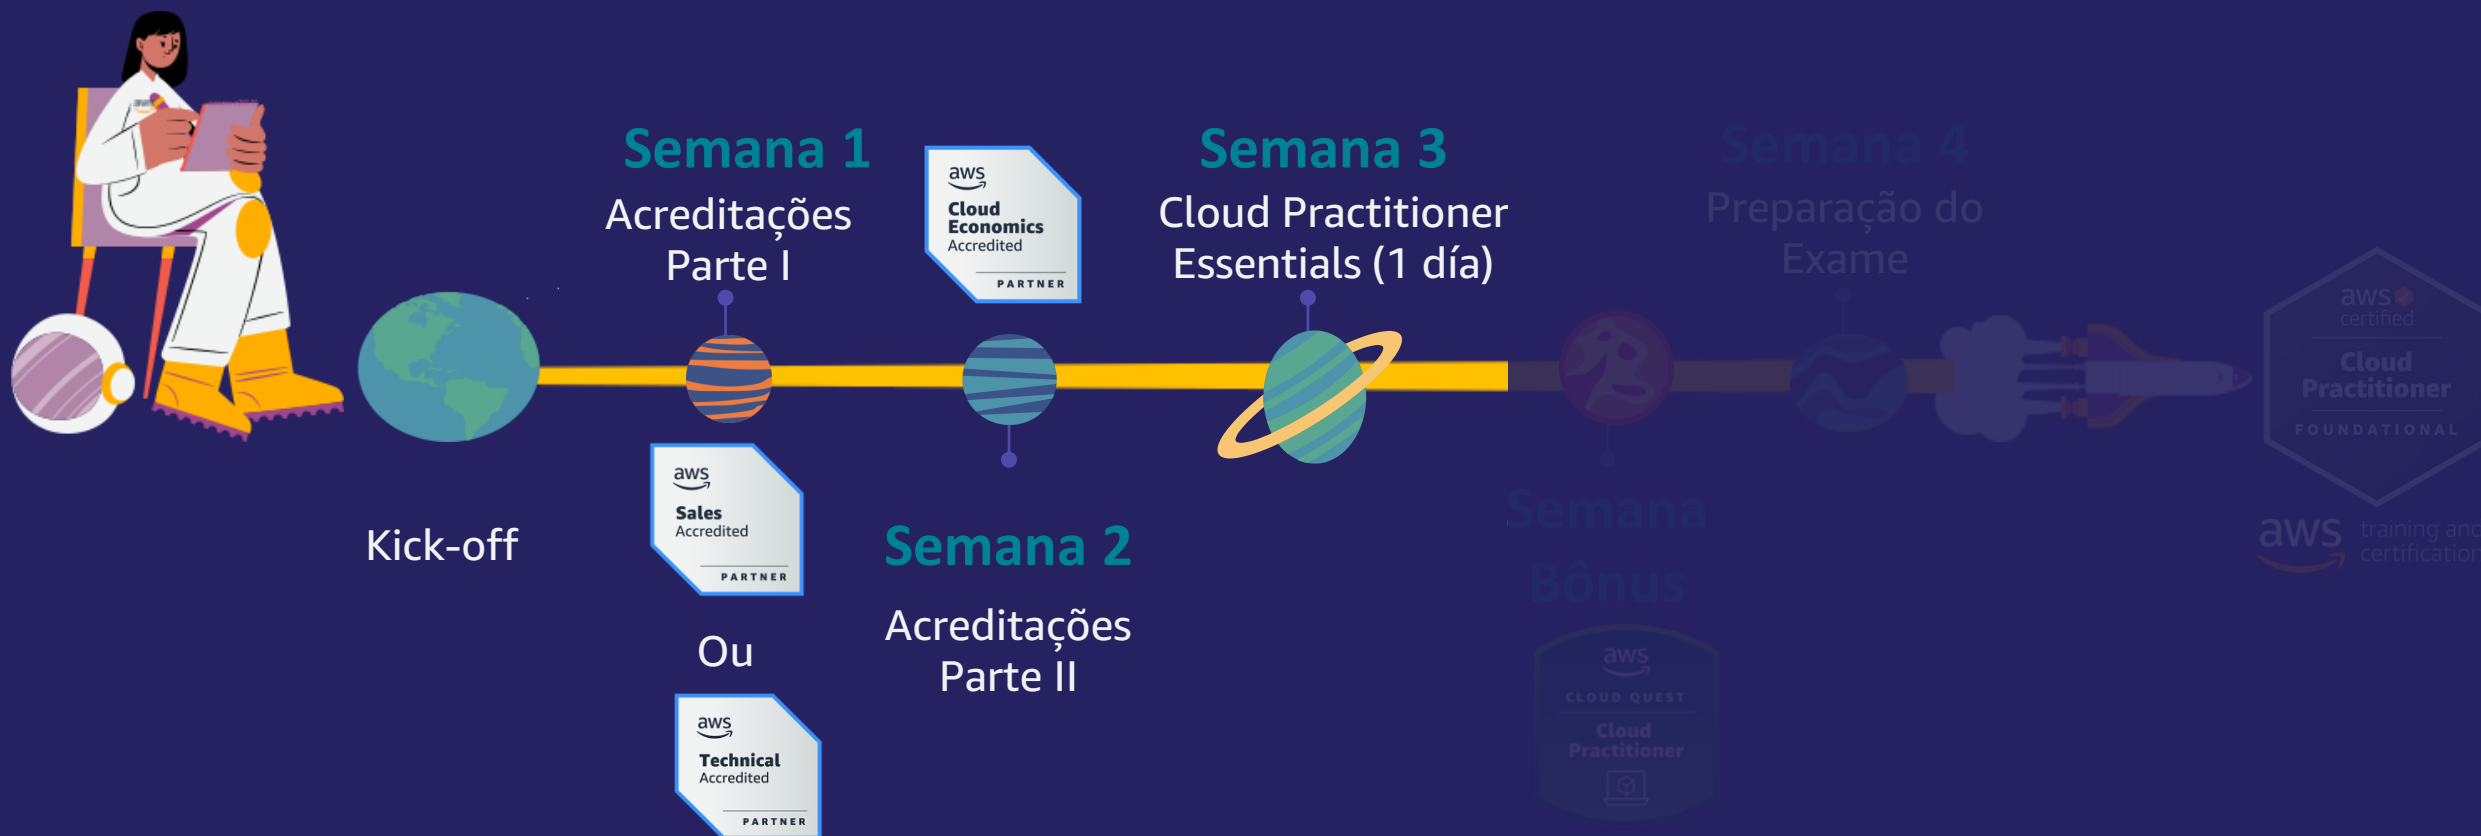 Kick-off
Semana 1
Acreditações
Parte I
aws
Sales
Accredited
PARTNER
Ou
aws
Technical
Accredited
PARTNER
aws
Cloud
Economics
Accredited
PARTNER
Semana 2
Acreditações
Parte II
Semana 3
Cloud Practitioner
Essentials (1 día)
Semana
Bônus
aws
CLOUD QUEST
Cloud
Practitioner
Semana 4
Preparação do
Exame
aws
certified
Cloud
Practitioner
FOUNDATIONAL
aws training and
certification